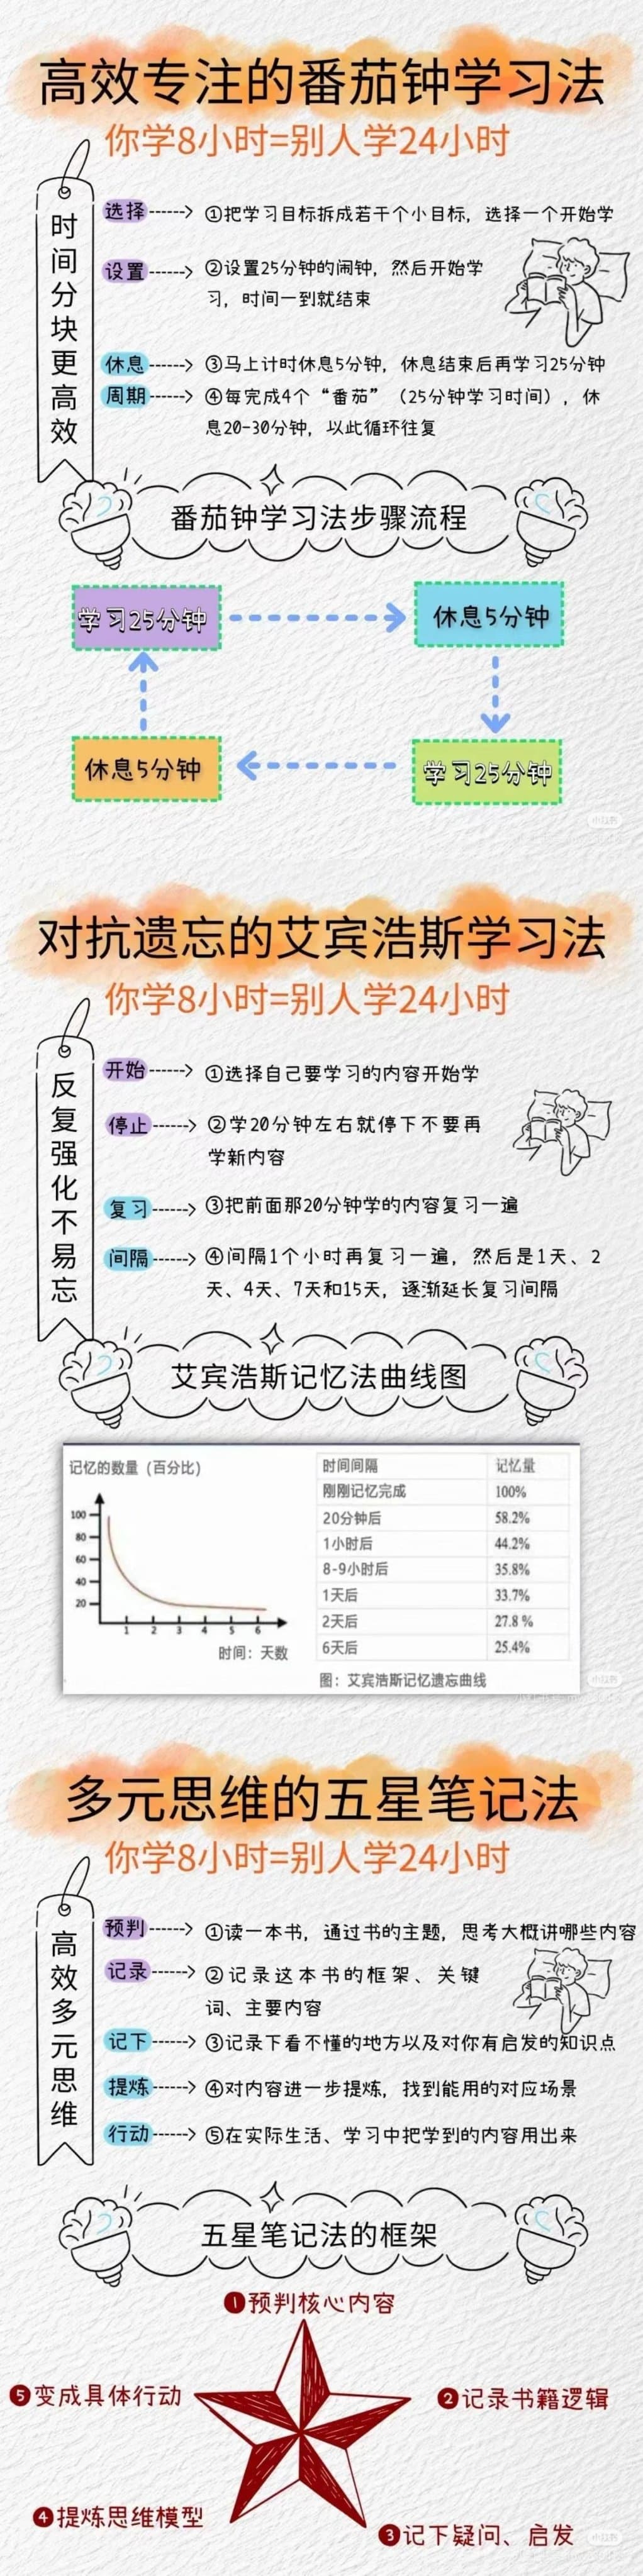 高效专注的番茄钟学习法
你学8小时=别人学24小时
时间分块更高效
选择
①把学习目标拆成若干个小目标，选择一个开始学
设置
②设置25分钟的闹钟，然后开始学
习，时间一到就结束
休息
③马上计时休息5分钟，休息结束后再学习25分钟
周期
④每完成4个“番茄”（25分钟学习时间），休
息20-30分钟，以此循环往复
番茄钟学习法步骤流程
学习25分钟
休息5分钟
休息5分钟
学习25分钟
小红书
对抗遗忘的艾宾浩斯学习法
你学8小时=别人学24小时
反复强化不易忘
开始
①选择自己要学习的内容开始学
停止
②学20分钟左右就停下不要再
学新内容
复习
③把前面那20分钟学的内容复习一遍
间隔
④间隔1个小时再复习一遍，然后是1天、2
天、4天、7天和15天，逐渐延长复习间隔
艾宾浩斯记忆法曲线图
记忆的数量（百分比）
100
80
60
40
20
1 2 3 4 5 6
时间：天数
时间间隔 记忆量
刚刚记忆完成 100%
20分钟后 58.2%
1小时后 44.2%
8-9小时后 35.8%
1天后 33.7%
2天后 27.8 %
6天后 25.4%
图：艾宾浩斯记忆遗忘曲线
小红书
多元思维的五星笔记法
你学8小时=别人学24小时
高效多元思维
预判
①读一本书，通过书的主题，思考大概讲哪些内容
记录
②记录这本书的框架、关键
词、主要内容
记下
③记录下看不懂的地方以及对你有启发的知识点
提炼
④对内容进一步提炼，找到能用的对应场景
行动
⑤在实际生活、学习中把学到的内容用出来
五星笔记法的框架
❶预判核心内容
❺变成具体行动
❷记录书籍逻辑
❹提炼思维模型
❸记下疑问、启发
小红书